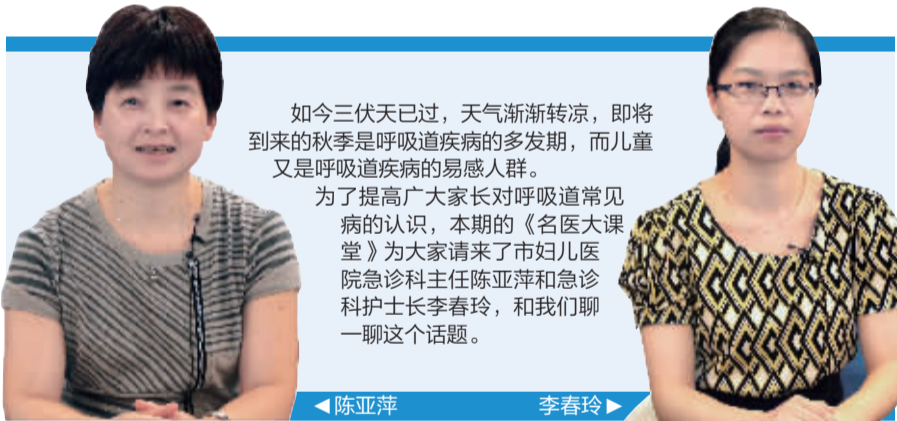 如今三伏天已过，天气渐渐转凉，即将
到来的秋季是呼吸道疾病的多发期，而儿童
又是呼吸道疾病的易感人群。
为了提高广大家长对呼吸道常见
病的认识，本期的《名医大课
堂》为大家请来了市妇儿医
院急诊科主任陈亚萍和急诊
科护士长李春玲，和我们聊
一聊这个话题。
◀陈亚萍
李春玲▶